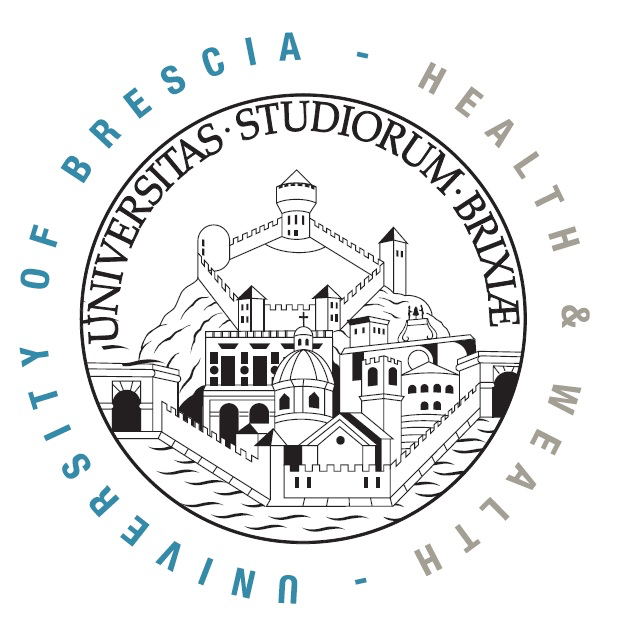 UNIVERSITY OF BRESCIA - HEALTH & WEALTH -
UNIVERSITAS · STUDIORUM · BRIXIÆ